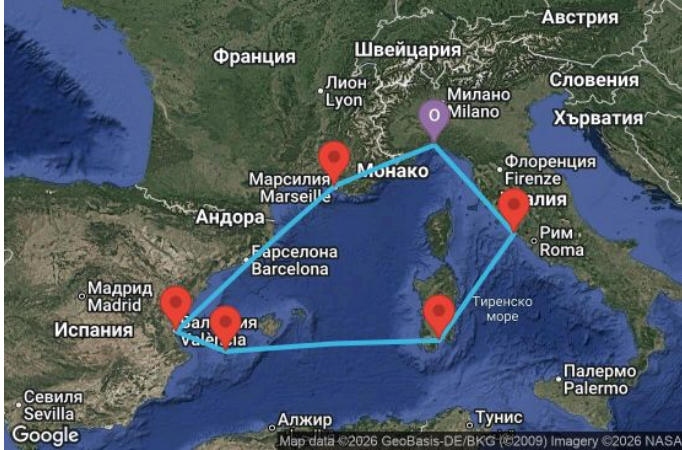 Австрия
Франция
Швейцария
Словения
Лион
Lyon
Милано
Milano
Хърватия
O
Марсилия
Marseille
Монако
Флоренция
Firenze
Италия
Андора
Рим
Roma
Барселона
Barcelona
Мадрид
Madrid
Тиренско
море
Испания
València
Палермо
Palermo
Севиля
Sevilla
Алжир
Тунис
Google
Map data ©2026 GeoBasis-DE/BKG (©2009) Imagery ©2026 NASA